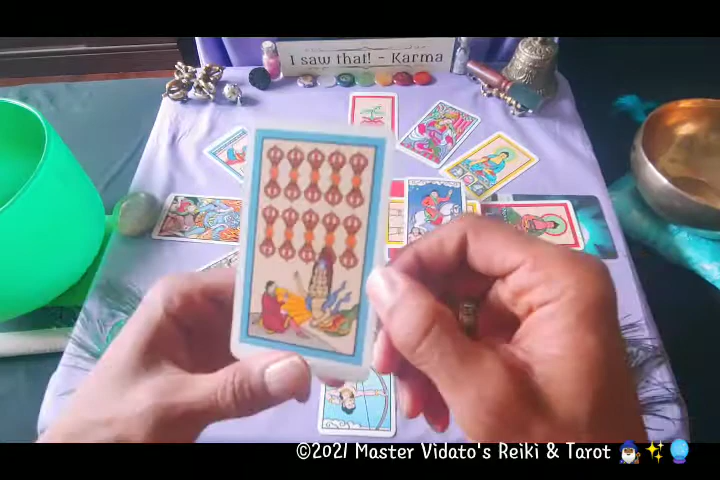 I saw that! - Karma
©2021 Master Vidato's Reiki & Tarot 🧙‍♂️✨🔮